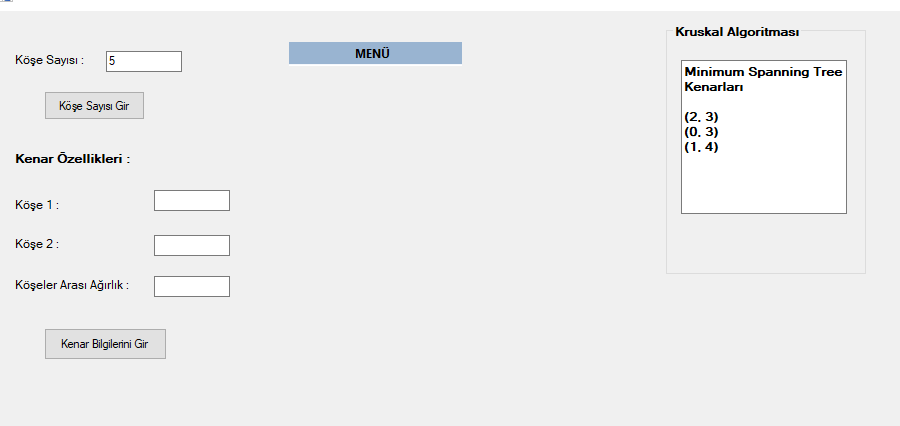 Köşe Sayısı :
5
Köşe Sayısı Gir
Kenar Özellikleri :
Köşe 1 :
Köşe 2 :
Köşeler Arası Ağırlık :
Kenar Bilgilerini Gir
MENÜ
Kruskal Algoritması
Minimum Spanning Tree
Kenarları
(2, 3)
(0, 3)
(1, 4)